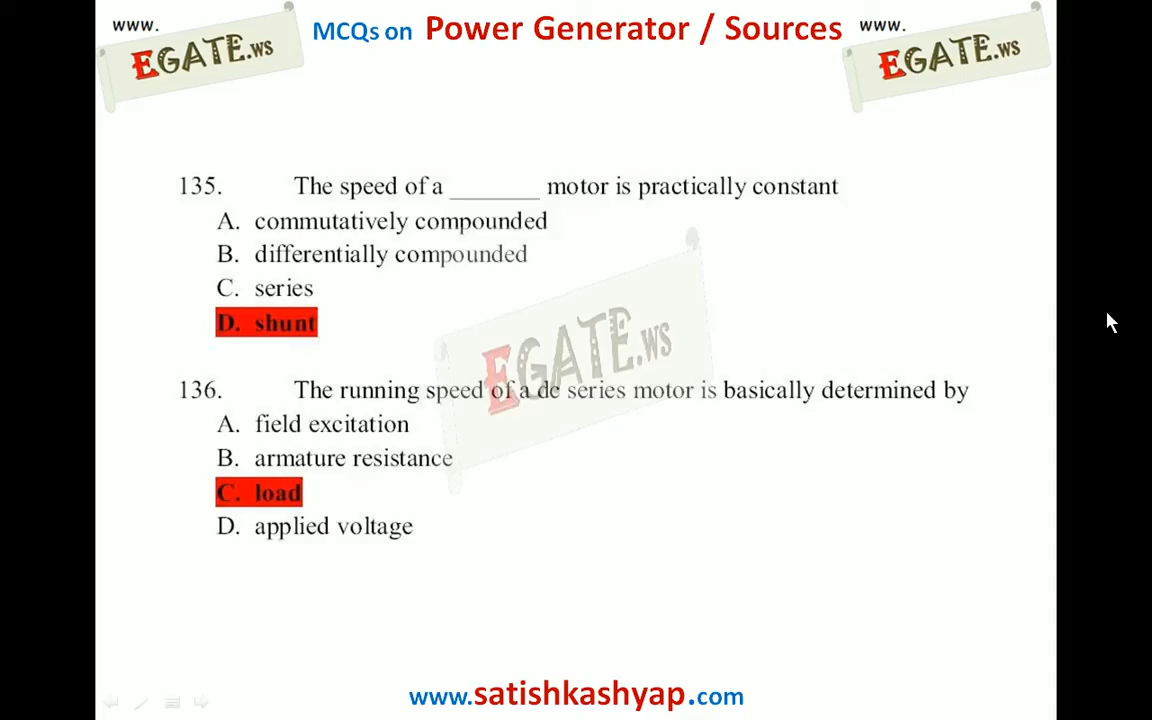 www.
EGATE.ws
MCQs on Power Generator / Sources
www.
EGATE.ws
135. The speed of a _______ motor is practically constant
A. commutatively compounded
B. differentially compounded
C. series
D. shunt
EGATE.ws
136. The running speed of a dc series motor is basically determined by
A. field excitation
B. armature resistance
C. load
D. applied voltage
www.satishkashyap.com